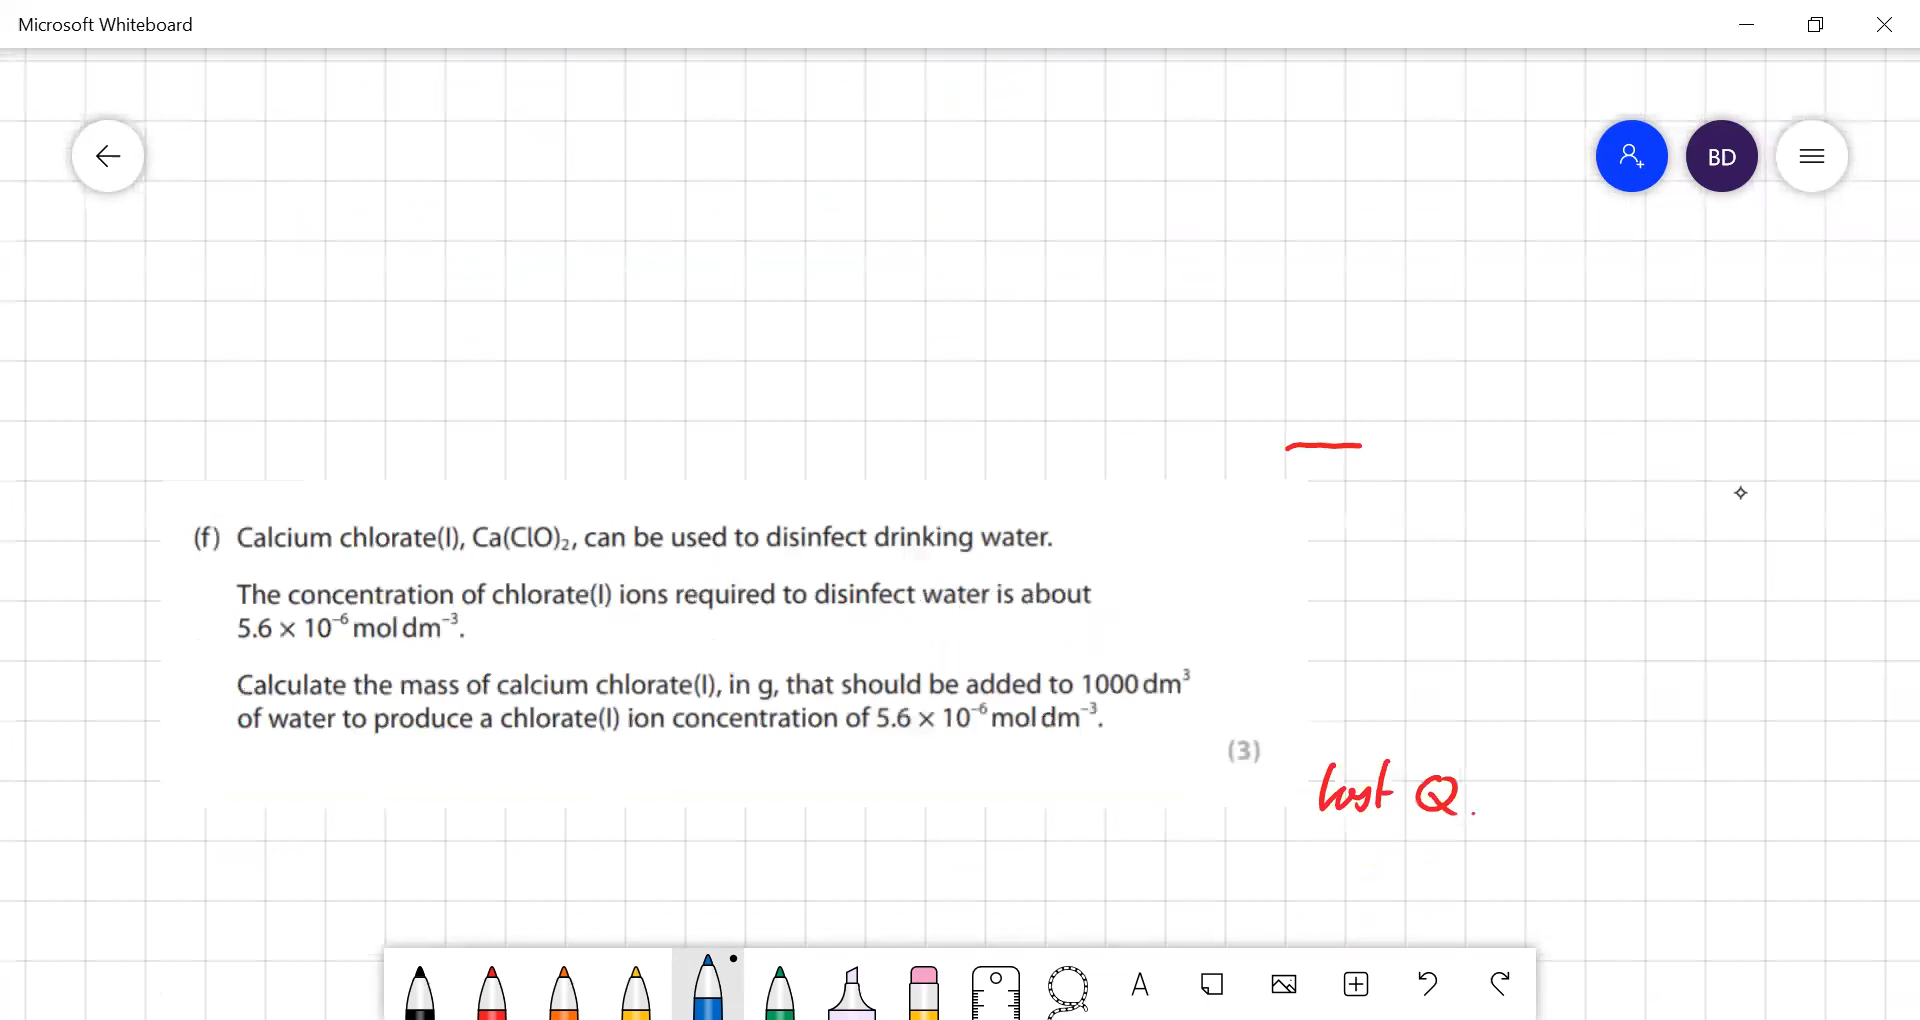 Microsoft Whiteboard
BD
(f) Calcium chlorate(I), Ca(ClO)₂, can be used to disinfect drinking water.
The concentration of chlorate(I) ions required to disinfect water is about
5.6 × 10⁻⁶ mol dm⁻³.
Calculate the mass of calcium chlorate(I), in g, that should be added to 1000 dm³
of water to produce a chlorate(I) ion concentration of 5.6 × 10⁻⁶ mol dm⁻³.
(3)
Q.
A